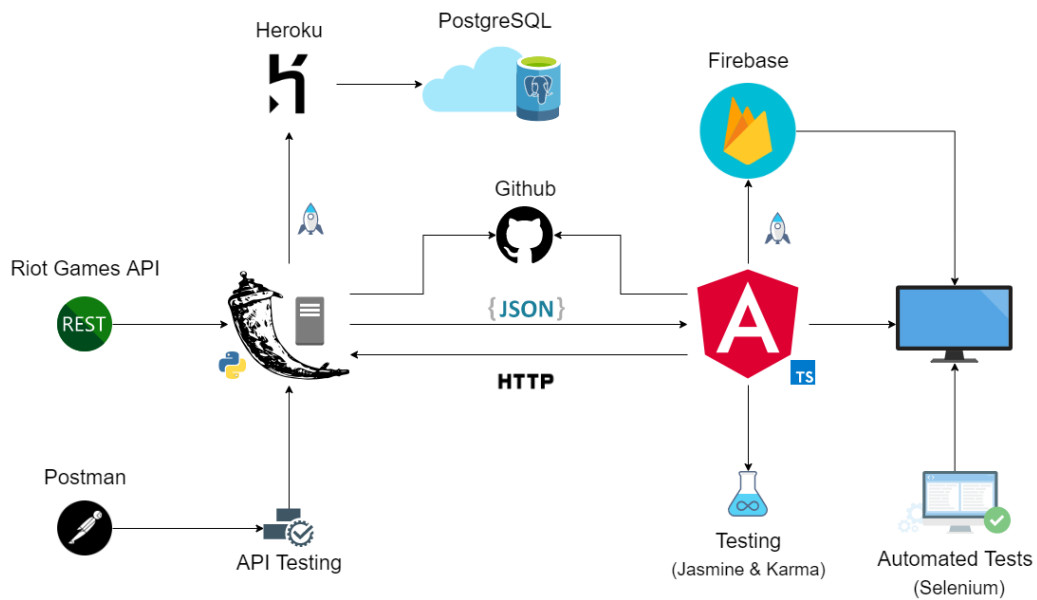 Heroku
PostgreSQL
Firebase
Github
Riot Games API
REST
{JSON}
HTTP
TS
Postman
API Testing
Testing
(Jasmine & Karma)
Automated Tests
(Selenium)